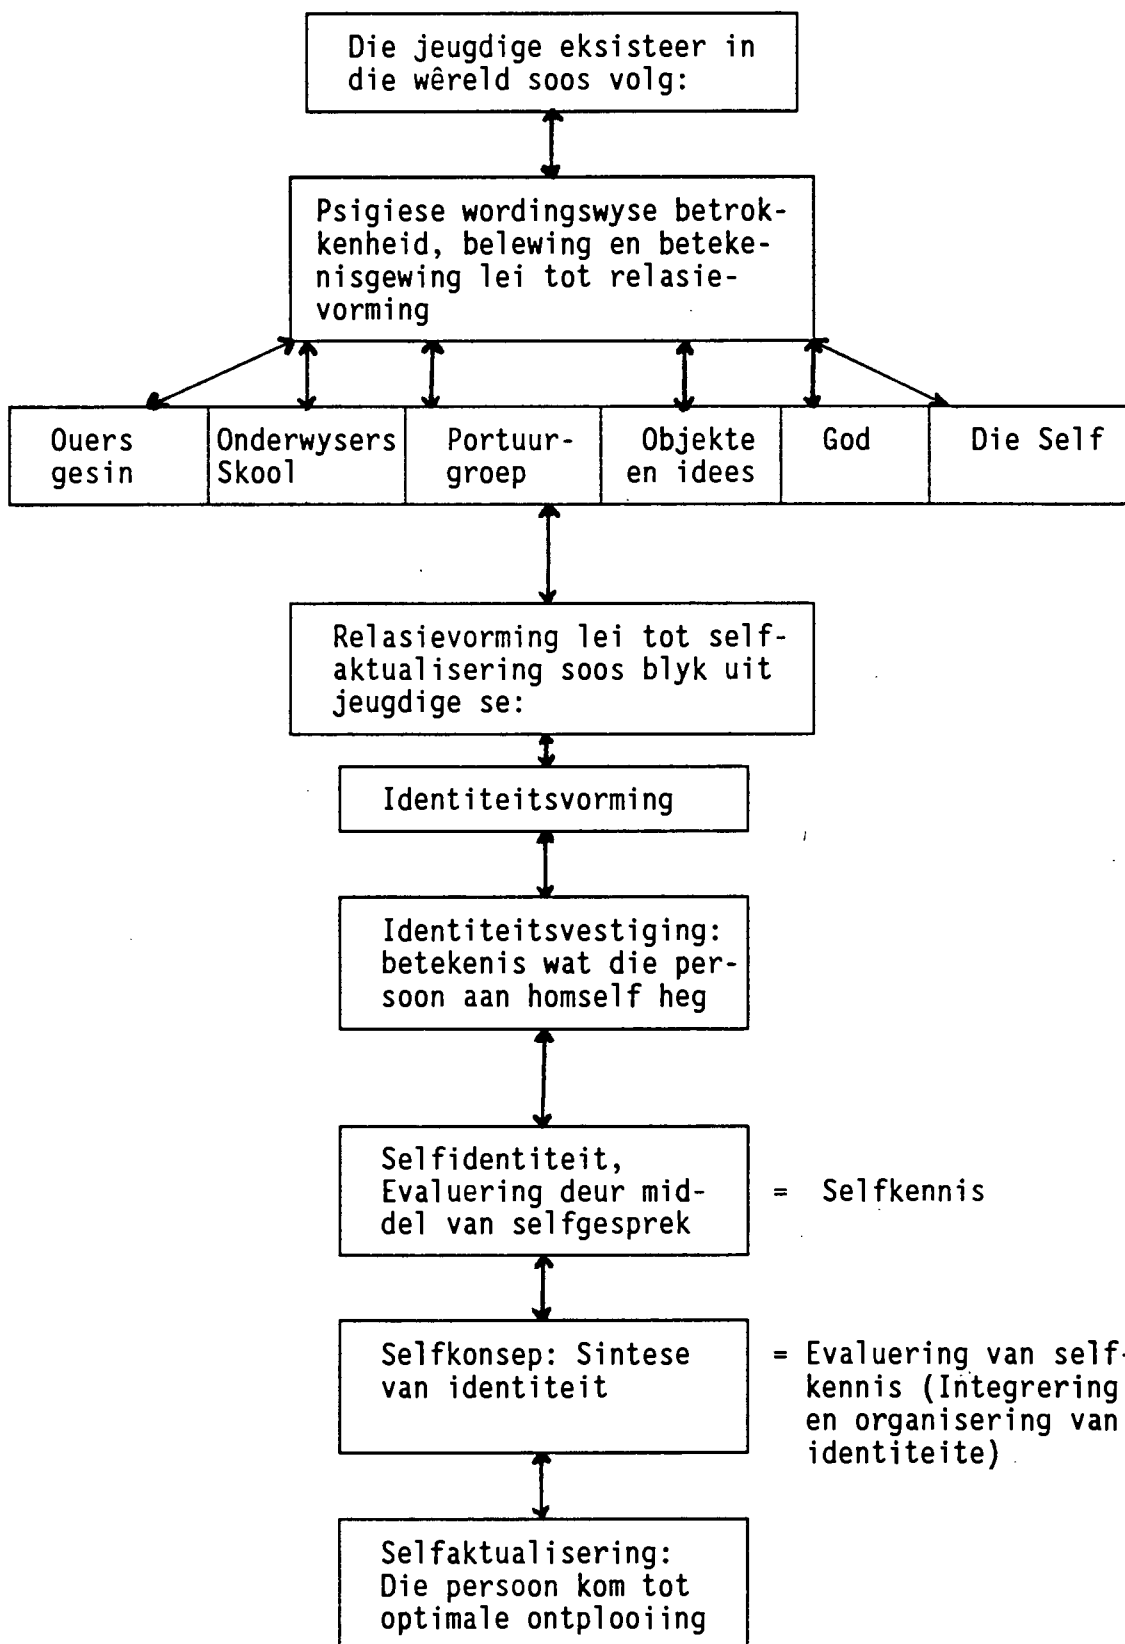 Die jeugdige eksisteer in
die wêreld soos volg:
Psigiese wordingswyse betrok-
kenheid, belewing en beteke-
nisgewing lei tot relasie-
vorming
Ouers
gesin
Onderwysers
Skool
Portuur-
groep
Objekte
en idees
God
Die Self
Relasievorming lei tot self-
aktualisering soos blyk uit
jeugdige se:
Identiteitsvorming
Identiteitsvestiging:
betekenis wat die per-
soon aan homself heg
Selfidentiteit,
Evaluering deur mid-
del van selfgesprek
= Selfkennis
Selfkonsep: Sintese
van identiteit
= Evaluering van self-
kennis (Integrering
en organisering van
identiteite)
Selfaktualisering:
Die persoon kom tot
optimale ontplooiing